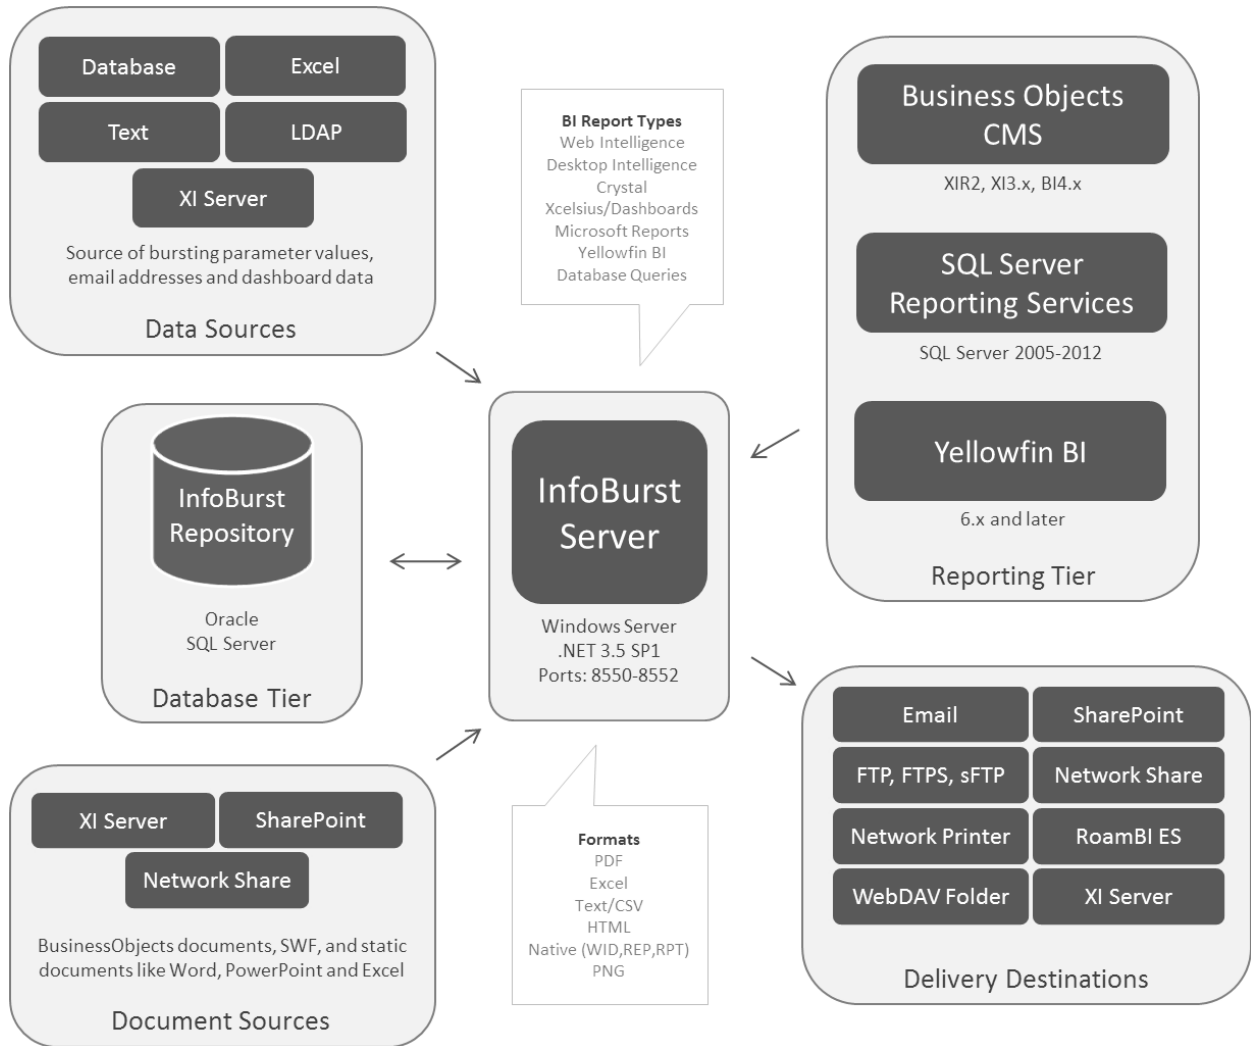 Database
Excel
Text
LDAP
XI Server
Source of bursting parameter values,
email addresses and dashboard data
Data Sources
BI Report Types
Web Intelligence
Desktop Intelligence
Crystal
Xcelsius/Dashboards
Microsoft Reports
Yellowfin BI
Database Queries
Business Objects
CMS
XIR2, XI3.x, BI4.x
SQL Server
Reporting Services
SQL Server 2005-2012
Yellowfin BI
6.x and later
Reporting Tier
InfoBurst
Repository
Oracle
SQL Server
Database Tier
InfoBurst
Server
Windows Server
.NET 3.5 SP1
Ports: 8550-8552
XI Server
SharePoint
Network Share
BusinessObjects documents, SWF, and static
documents like Word, PowerPoint and Excel
Document Sources
Formats
PDF
Excel
Text/CSV
HTML
Native (WID,REP,RPT)
PNG
Email
SharePoint
FTP, FTPS, sFTP
Network Share
Network Printer
RoamBI ES
WebDAV Folder
XI Server
Delivery Destinations